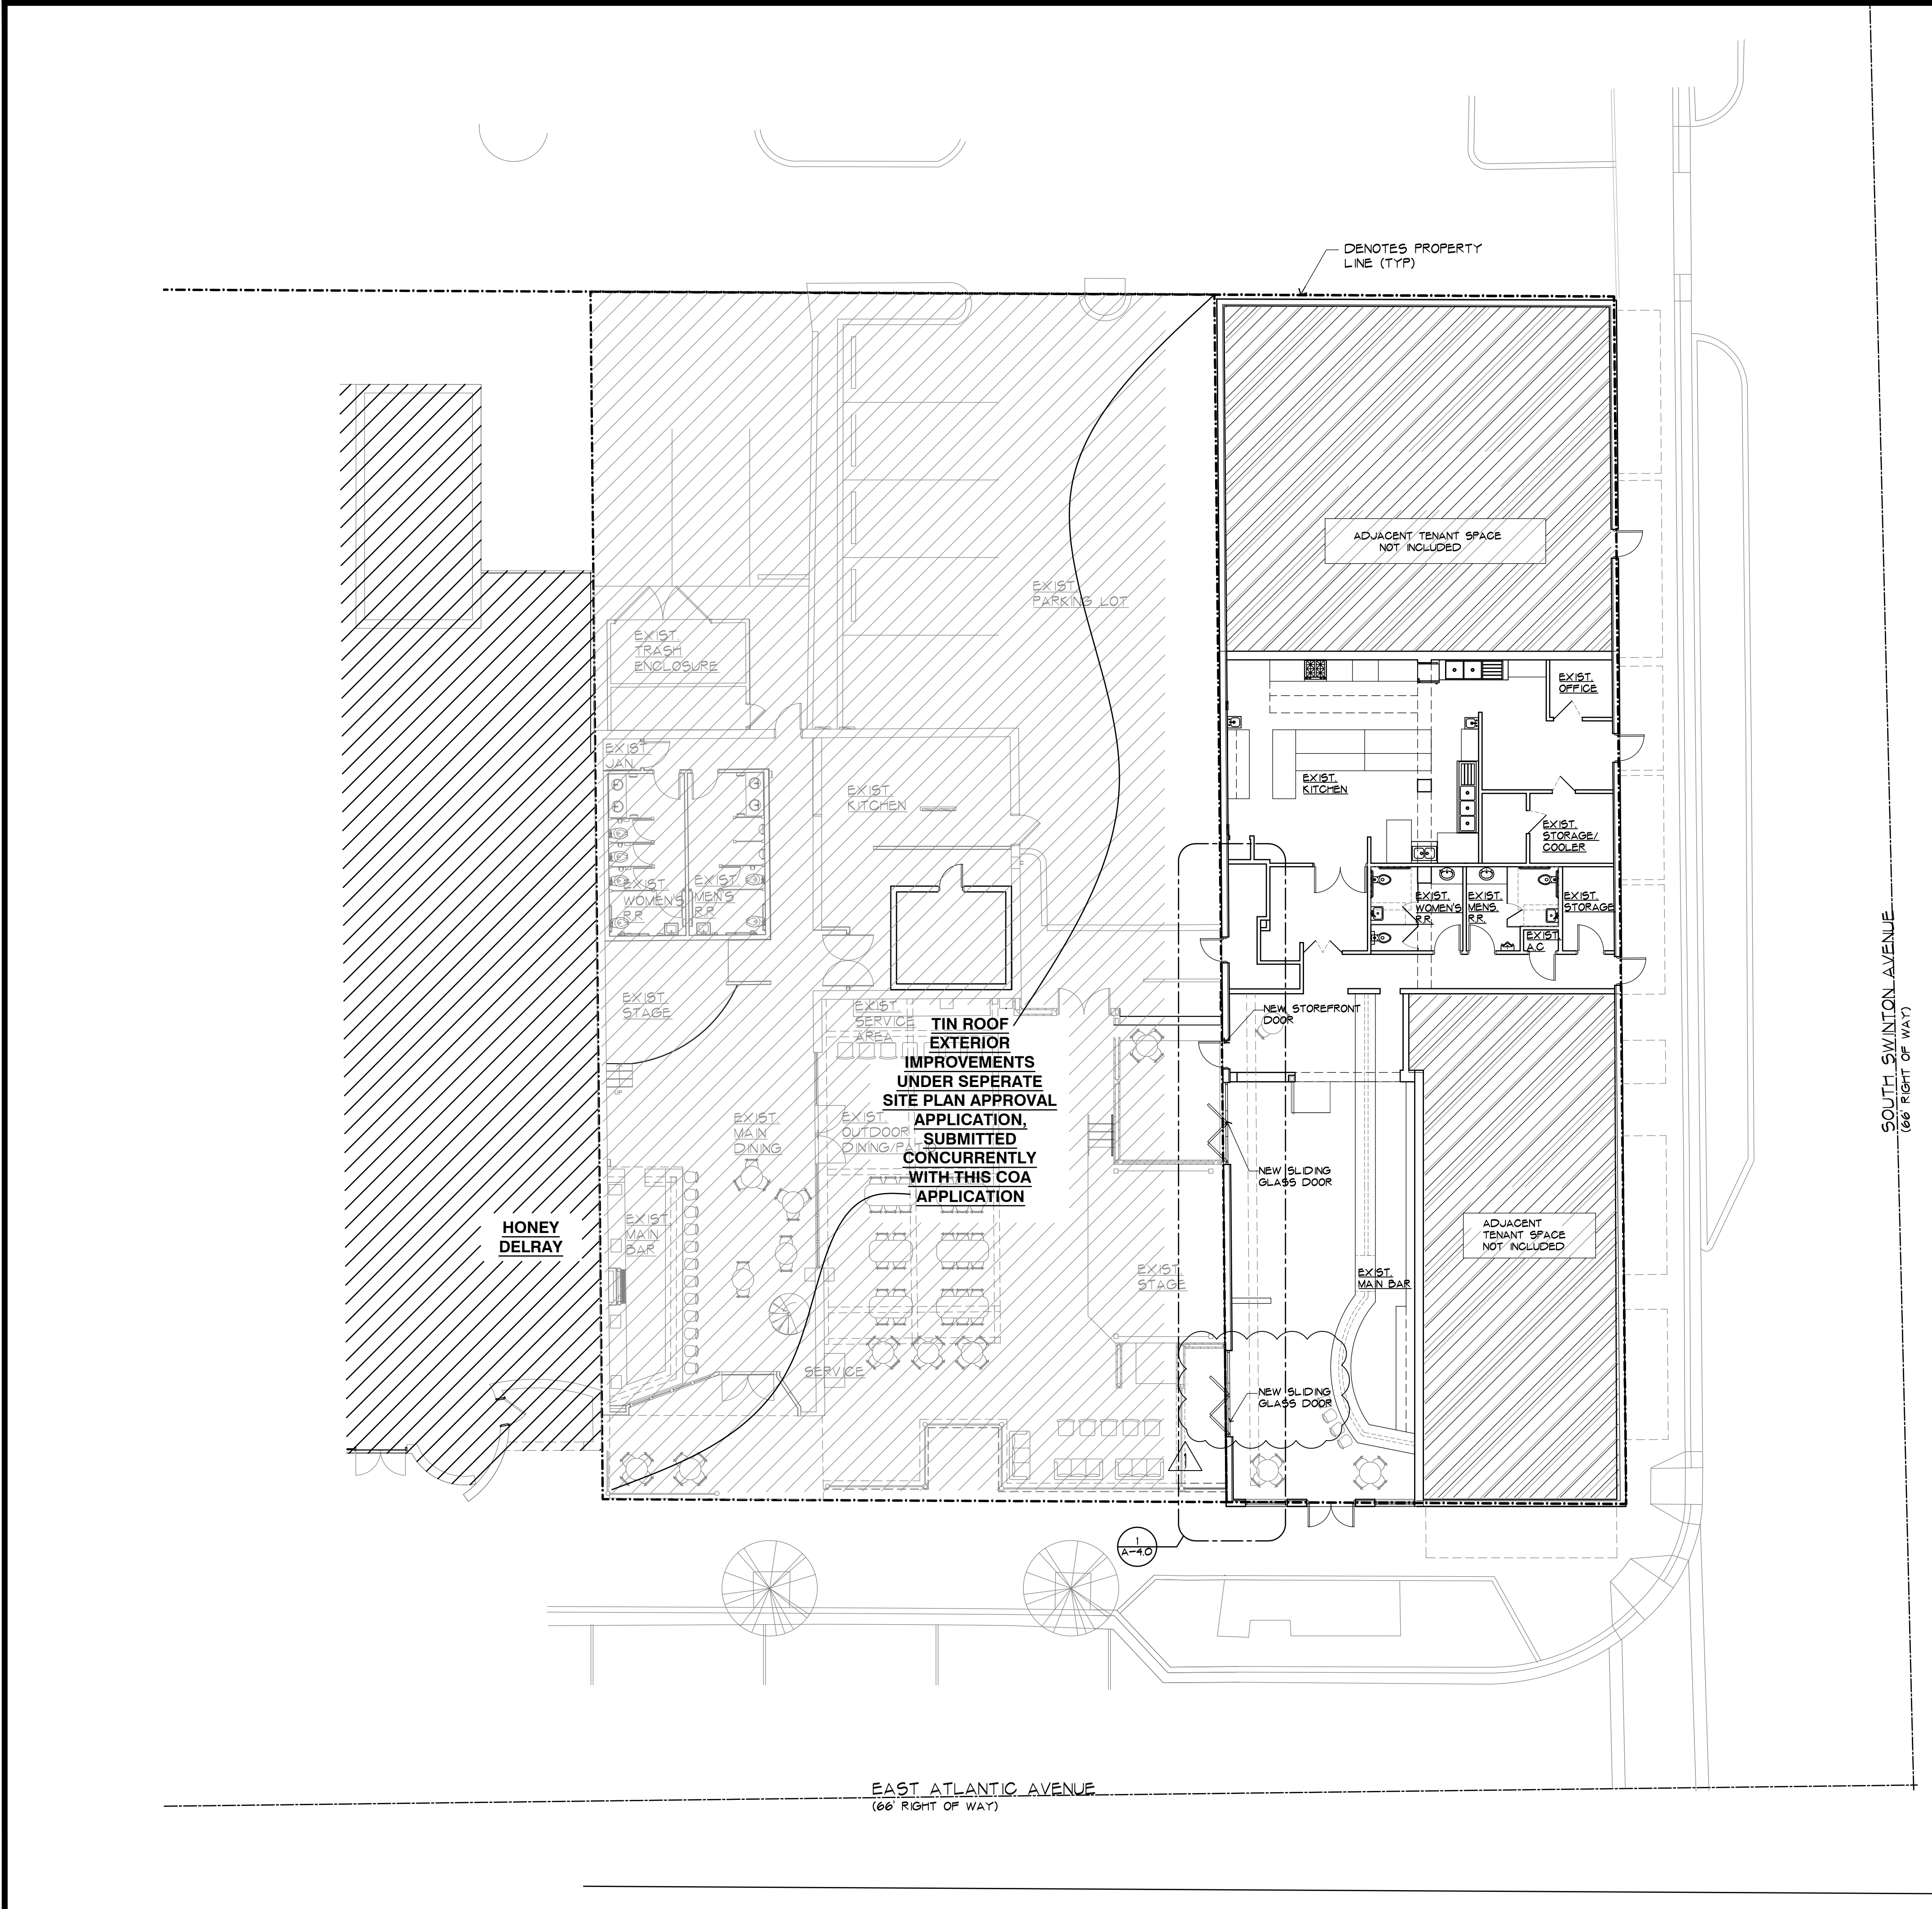 DENOTES PROPERTY
LINE (TYP)
ADJACENT TENANT SPACE
NOT INCLUDED
EXIST.
PARKING LOT
EXIST.
TRASH
ENCLOSURE
EXIST.
OFFICE
EXIST.
JAN.
EXIST.
KITCHEN
EXIST.
KITCHEN
EXIST.
STORAGE/
COOLER
EXIST.
WOMEN'S
R.R.
EXIST.
MEN'S
R.R.
EXIST.
WOMEN'S
R.R.
EXIST.
MENS.
R.R.
EXIST.
STORAGE
EXIST.
A.C
EXIST.
STAGE
EXIST.
SERVICE
AREA
NEW STOREFRONT
DOOR
TIN ROOF
EXTERIOR
IMPROVEMENTS
UNDER SEPERATE
SITE PLAN APPROVAL
APPLICATION,
SUBMITTED
CONCURRENTLY
WITH THIS COA
APPLICATION
UP
EXIST.
MAIN
DINING
EXIST.
OUTDOOR
DINING/PATIO
NEW SLIDING
GLASS DOOR
HONEY
DELRAY
EXIST.
MAIN
BAR
EXIST.
STAGE
EXIST.
MAIN BAR
ADJACENT
TENANT SPACE
NOT INCLUDED
SERVICE
NEW SLIDING
GLASS DOOR
1
1
A-4.0
SOUTH SWINTON AVENUE
(66' RIGHT OF WAY)
EAST ATLANTIC AVENUE
(66' RIGHT OF WAY)